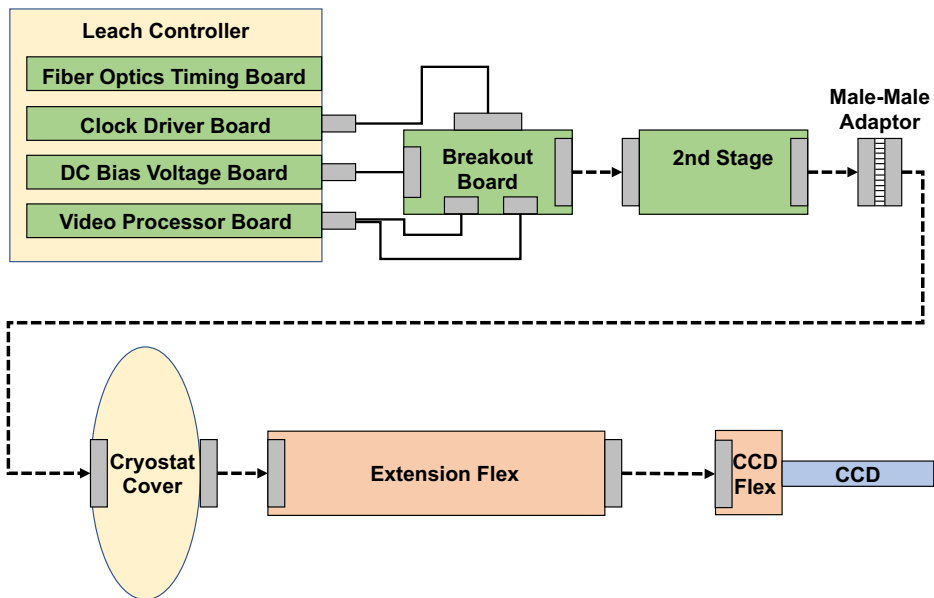 Leach Controller
Fiber Optics Timing Board
Clock Driver Board
DC Bias Voltage Board
Video Processor Board
Breakout
Board
2nd Stage
Male-Male
Adaptor
Cryostat
Cover
Extension Flex
CCD
Flex
CCD